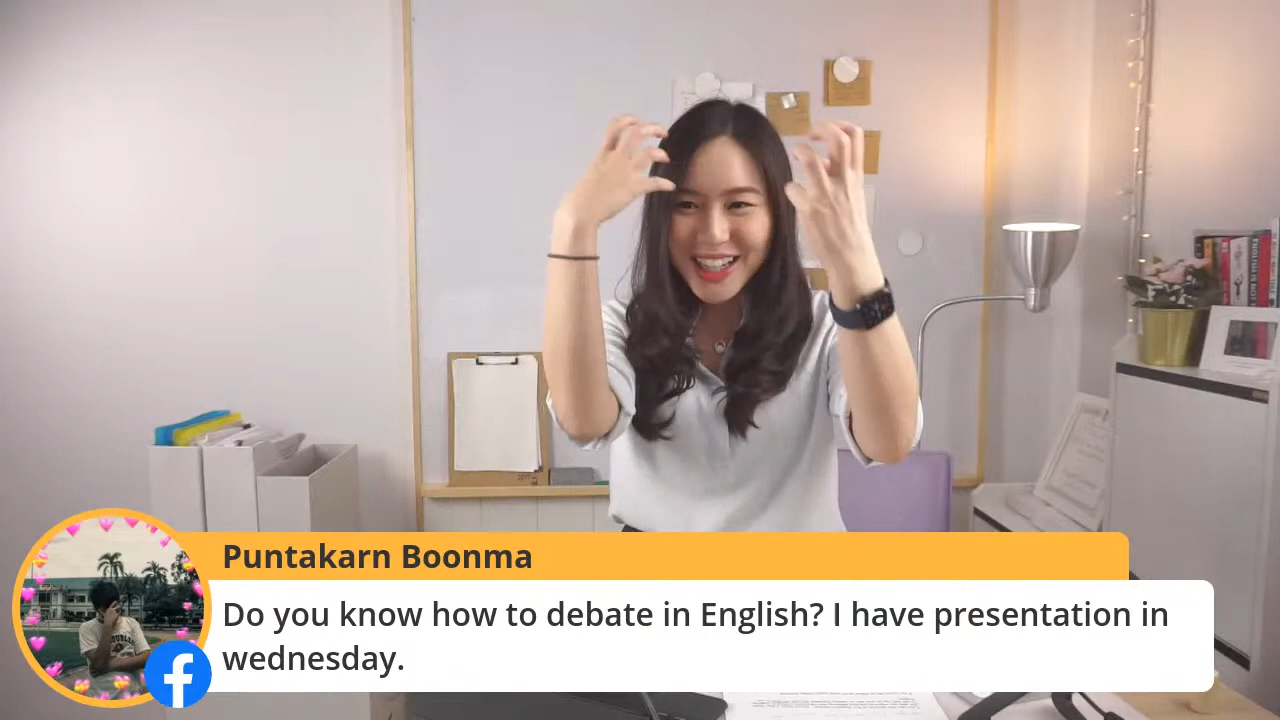 Puntakarn Boonma
Do you know how to debate in English? I have presentation in
wednesday.